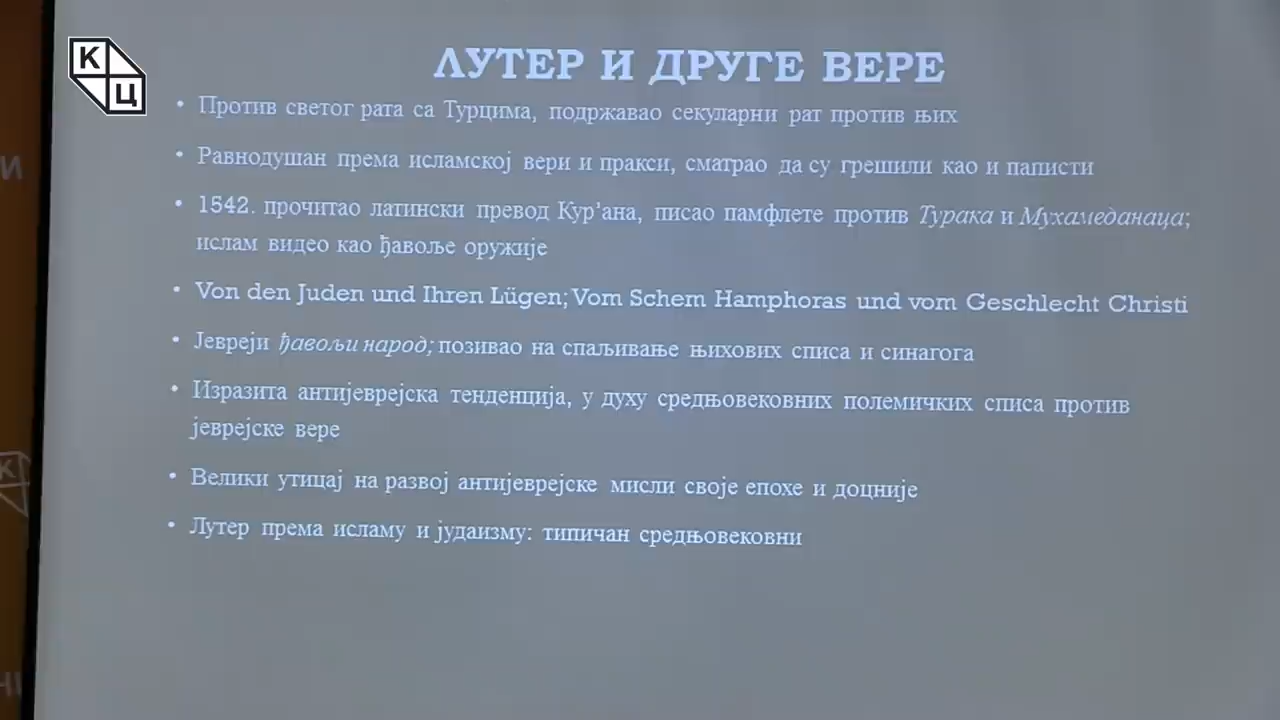 КЦ
ЛУТЕР И ДРУГЕ ВЕРЕ
• Против светог рата са Турцима, подржавао секуларни рат против њих
• Равнодушан према исламској вери и пракси, сматрао да су грешили као и паписти
• 1542. прочитао латински превод Кур’ана, писао памфлете против Турака и Мухамеданаца;
ислам видео као ђавоље оружије
• Von den Juden und Ihren Lügen; Vom Schem Hamphoras und vom Geschlecht Christi
• Јевреји ђавољи народ; позивао на спаљивање њихових списа и синагога
• Изразита антијеврејска тенденција, у духу средњовековних полемичких списа против
јеврејске вере
• Велики утицај на развој антијеврејске мисли своје епохе и доцније
• Лутер према исламу и јудаизму: типичан средњовековни